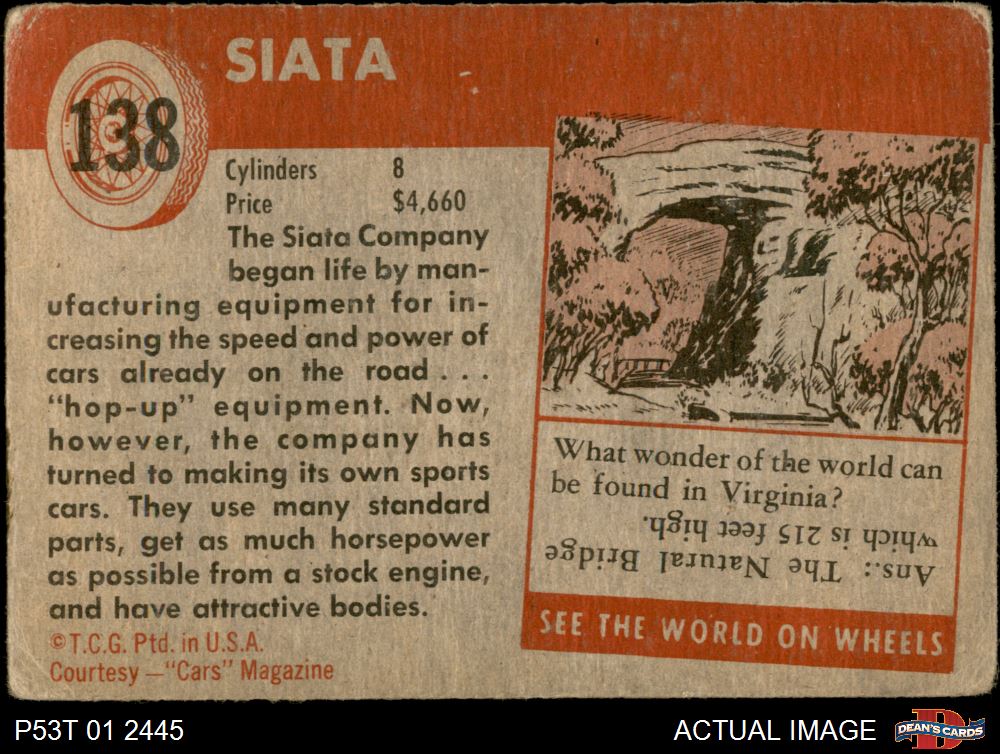 SIATA
138
Cylinders 8
Price $4,660
The Siata Company
began life by man-
ufacturing equipment for in-
creasing the speed and power of
cars already on the road . . .
"hop-up" equipment. Now,
however, the company has
turned to making its own sports
cars. They use many standard
parts, get as much horsepower
as possible from a stock engine,
and have attractive bodies.
©T.C.G. Ptd. in U.S.A.
Courtesy—"Cars" Magazine
What wonder of the world can
be found in Virginia?
Ans.: The Natural Bridge
which is 215 feet high.
SEE THE WORLD ON WHEELS
P53T 01 2445
ACTUAL IMAGE
DEAN'S CARDS